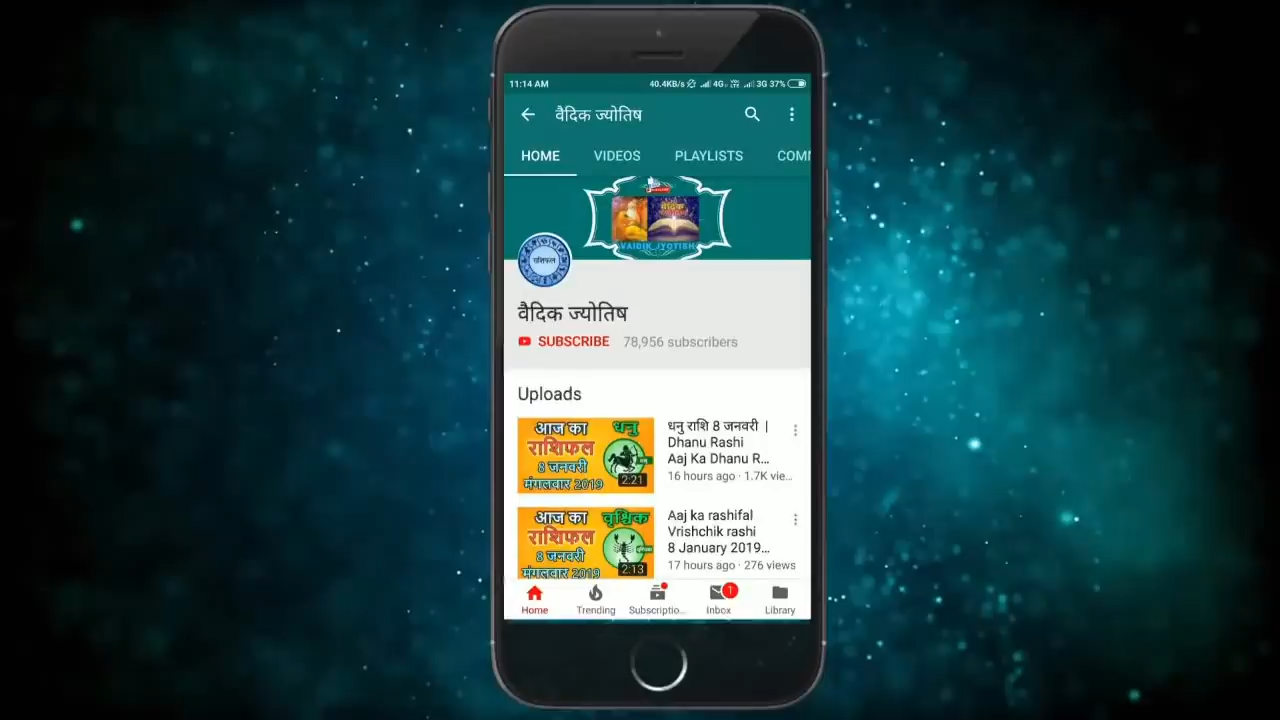 11:14 AM
40.4KB/s 4G VoLTE 3G 37%
वैदिक ज्योतिष
HOME VIDEOS PLAYLISTS COMM
वैदिक
VAIDIK JYOTISH
राशिफल
वैदिक ज्योतिष
SUBSCRIBE 78,956 subscribers
Uploads
आज का धनु
राशिफल
8 जनवरी
मंगलवार 2019
2:21
धनु राशि 8 जनवरी |
Dhanu Rashi
Aaj Ka Dhanu R...
16 hours ago · 1.7K vie...
आज का वृश्चिक
राशिफल
8 जनवरी
मंगलवार 2019
2:13
Aaj ka rashifal
Vrishchik rashi
8 January 2019...
17 hours ago · 276 views
1
Home Trending Subscriptio... Inbox Library